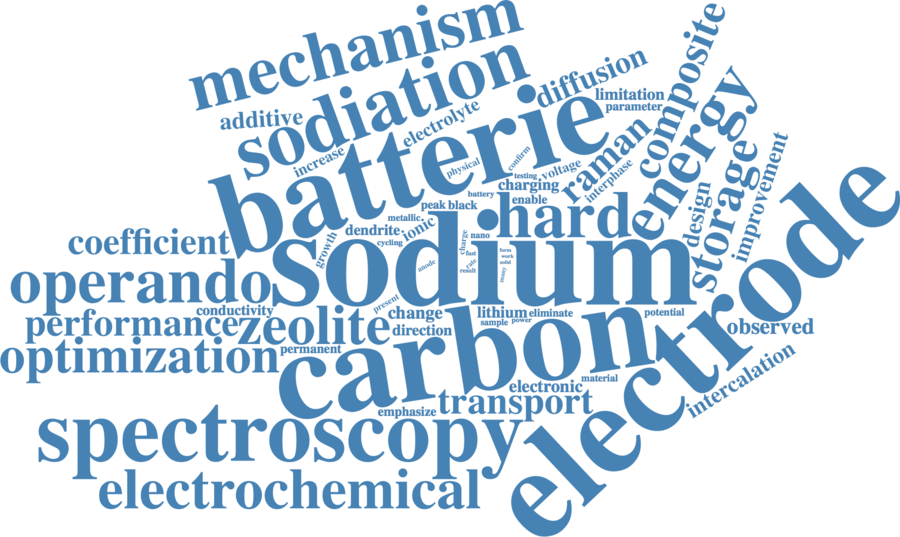 mechanism
sodiation
additive
increase
batterie
electrolyte
diffusion
limitation
parameter
composite
energy
raman
interphase
voltage
confirm
physical
testing
battery
charging
enable
peak
black
metallic
ionic
dendrite
cycling
growth
hard
storage
design
improvement
electrode
coefficient
operando
sodium
charge
nano
fast
rate
result
form
work
solid
many
anode
present
conductivity
performance
zeolite
change
direction
lithium
eliminate
sample
power
potential
observed
optimization
permanent
carbon
intercalation
material
electronic
transport
emphasize
spectroscopy
electrochemical